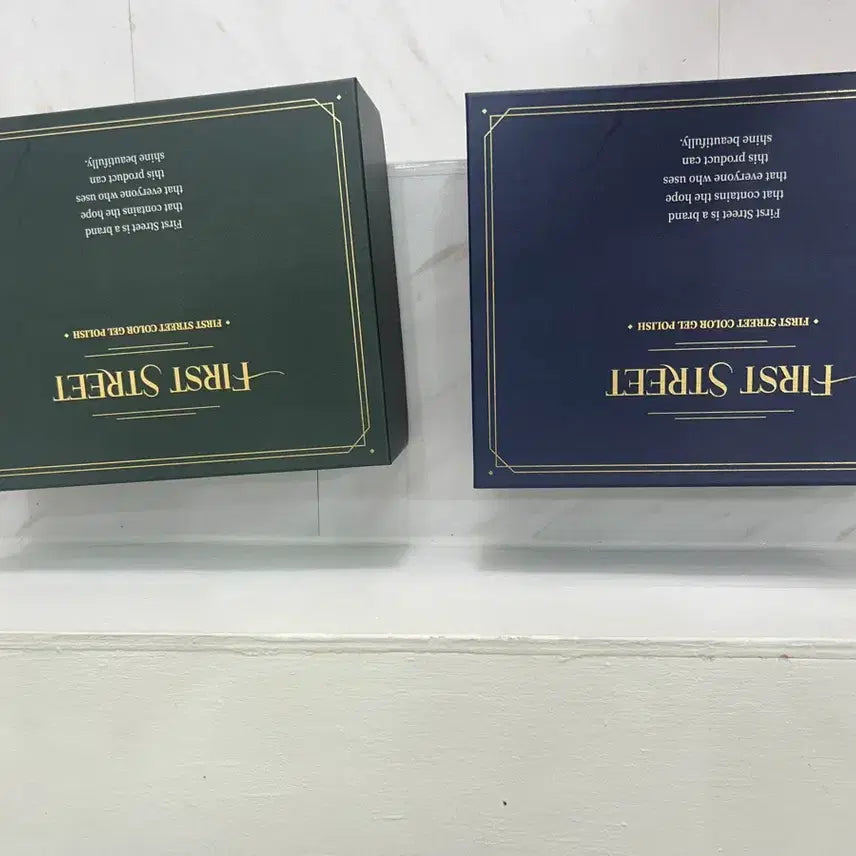 FIRST STREET
FIRST STREET COLOR GEL POLISH
First Street is a brand
that contains the hope
that everyone who uses
this product can
shine beautifully.
FIRST STREET
FIRST STREET COLOR GEL POLISH
First Street is a brand
that contains the hope
that everyone who uses
this product can
shine beautifully.